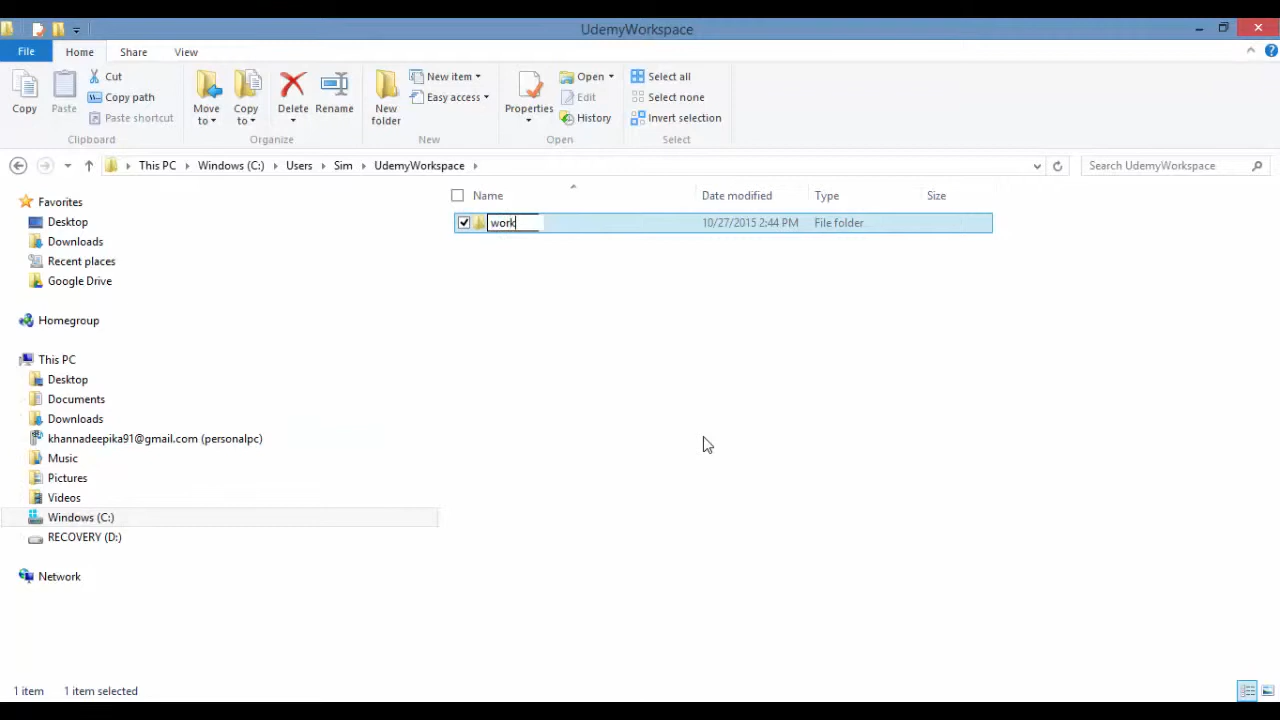 UdemyWorkspace
File Home Share View
Copy Paste Cut Copy path Paste shortcut
Move to Copy to Delete Rename
New folder New item Easy access
Properties Open Edit History
Select all Select none Invert selection
Clipboard Organize New Open Select
This PC Windows (C:) Users Sim UdemyWorkspace Search UdemyWorkspace
Favorites
Desktop
Downloads
Recent places
Google Drive
Homegroup
This PC
Desktop
Documents
Downloads
khannadeepika91@gmail.com (personalpc)
Music
Pictures
Videos
Windows (C:)
RECOVERY (D:)
Network
Name Date modified Type Size
work 10/27/2015 2:44 PM File folder
1 item 1 item selected